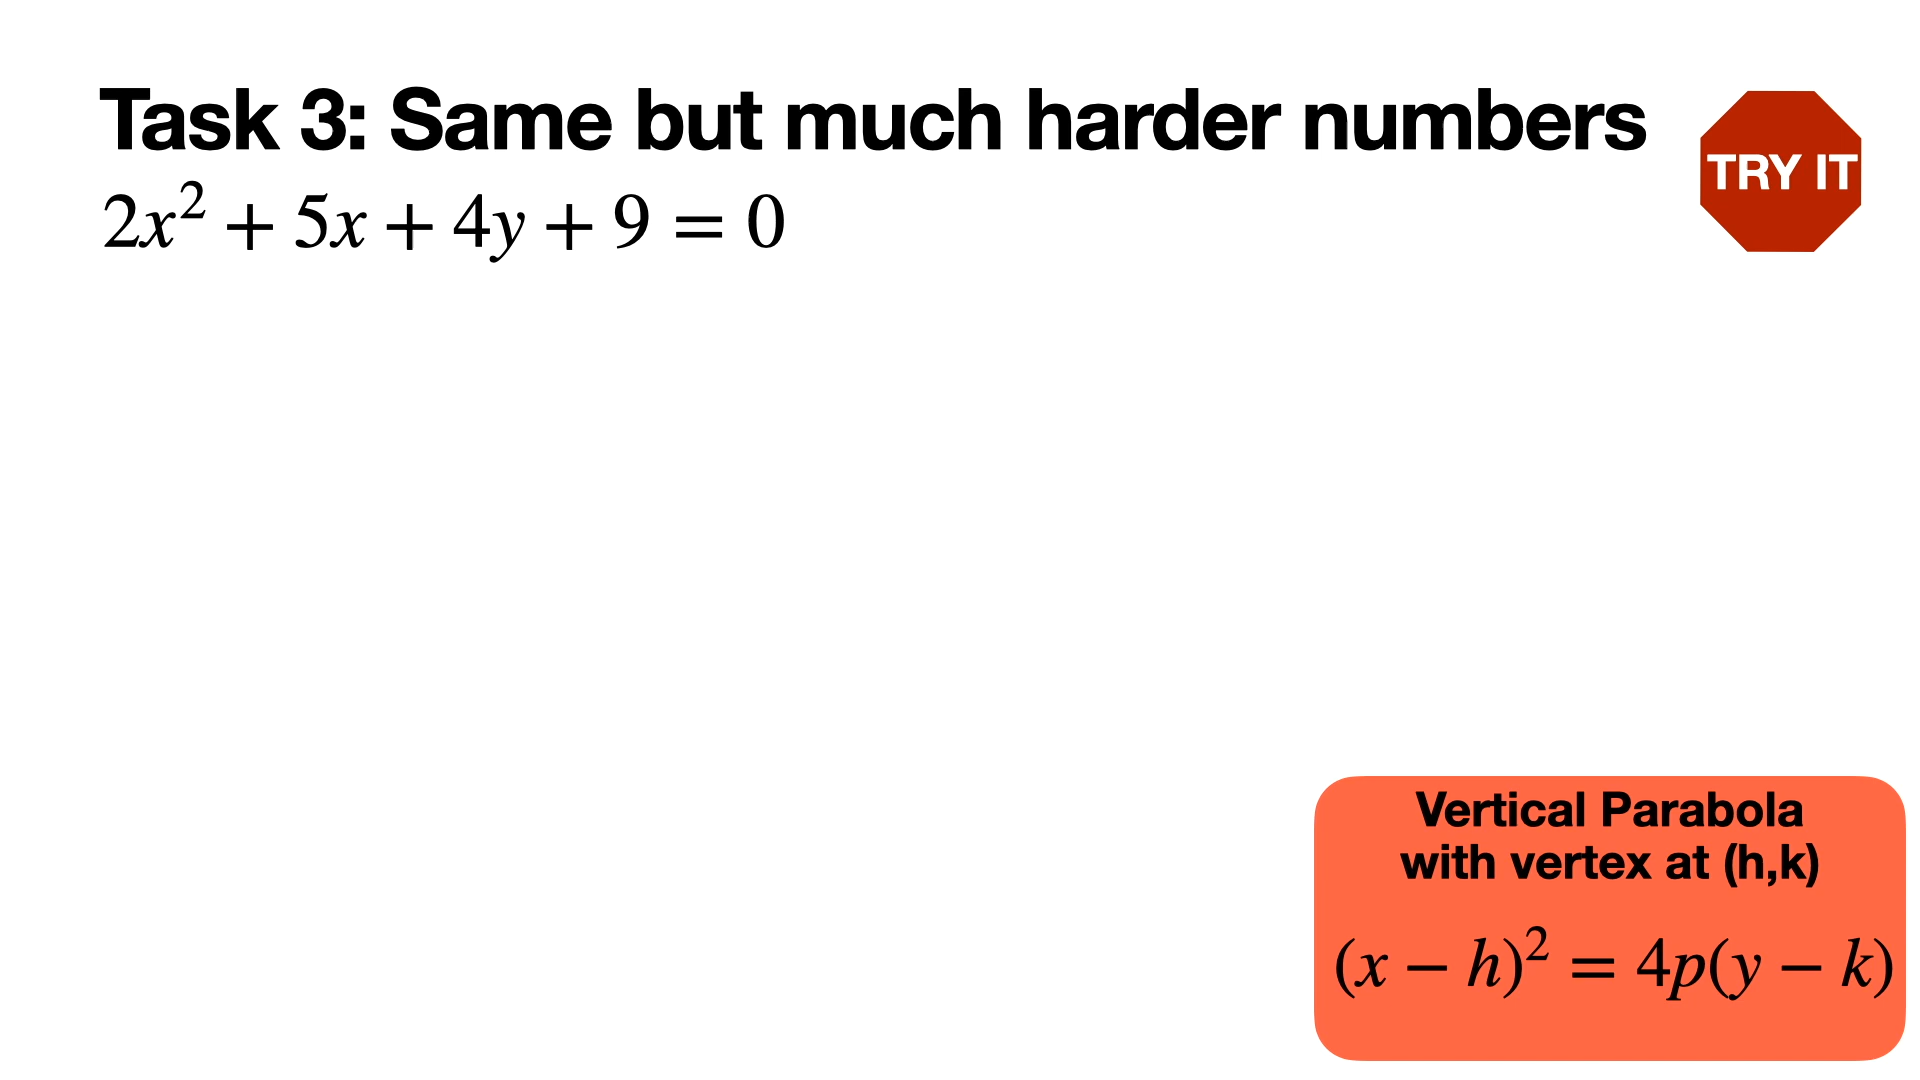 Task 3: Same but much harder numbers
TRY IT
2x² + 5x + 4y + 9 = 0
Vertical Parabola
with vertex at (h,k)
(x − h)² = 4p(y − k)